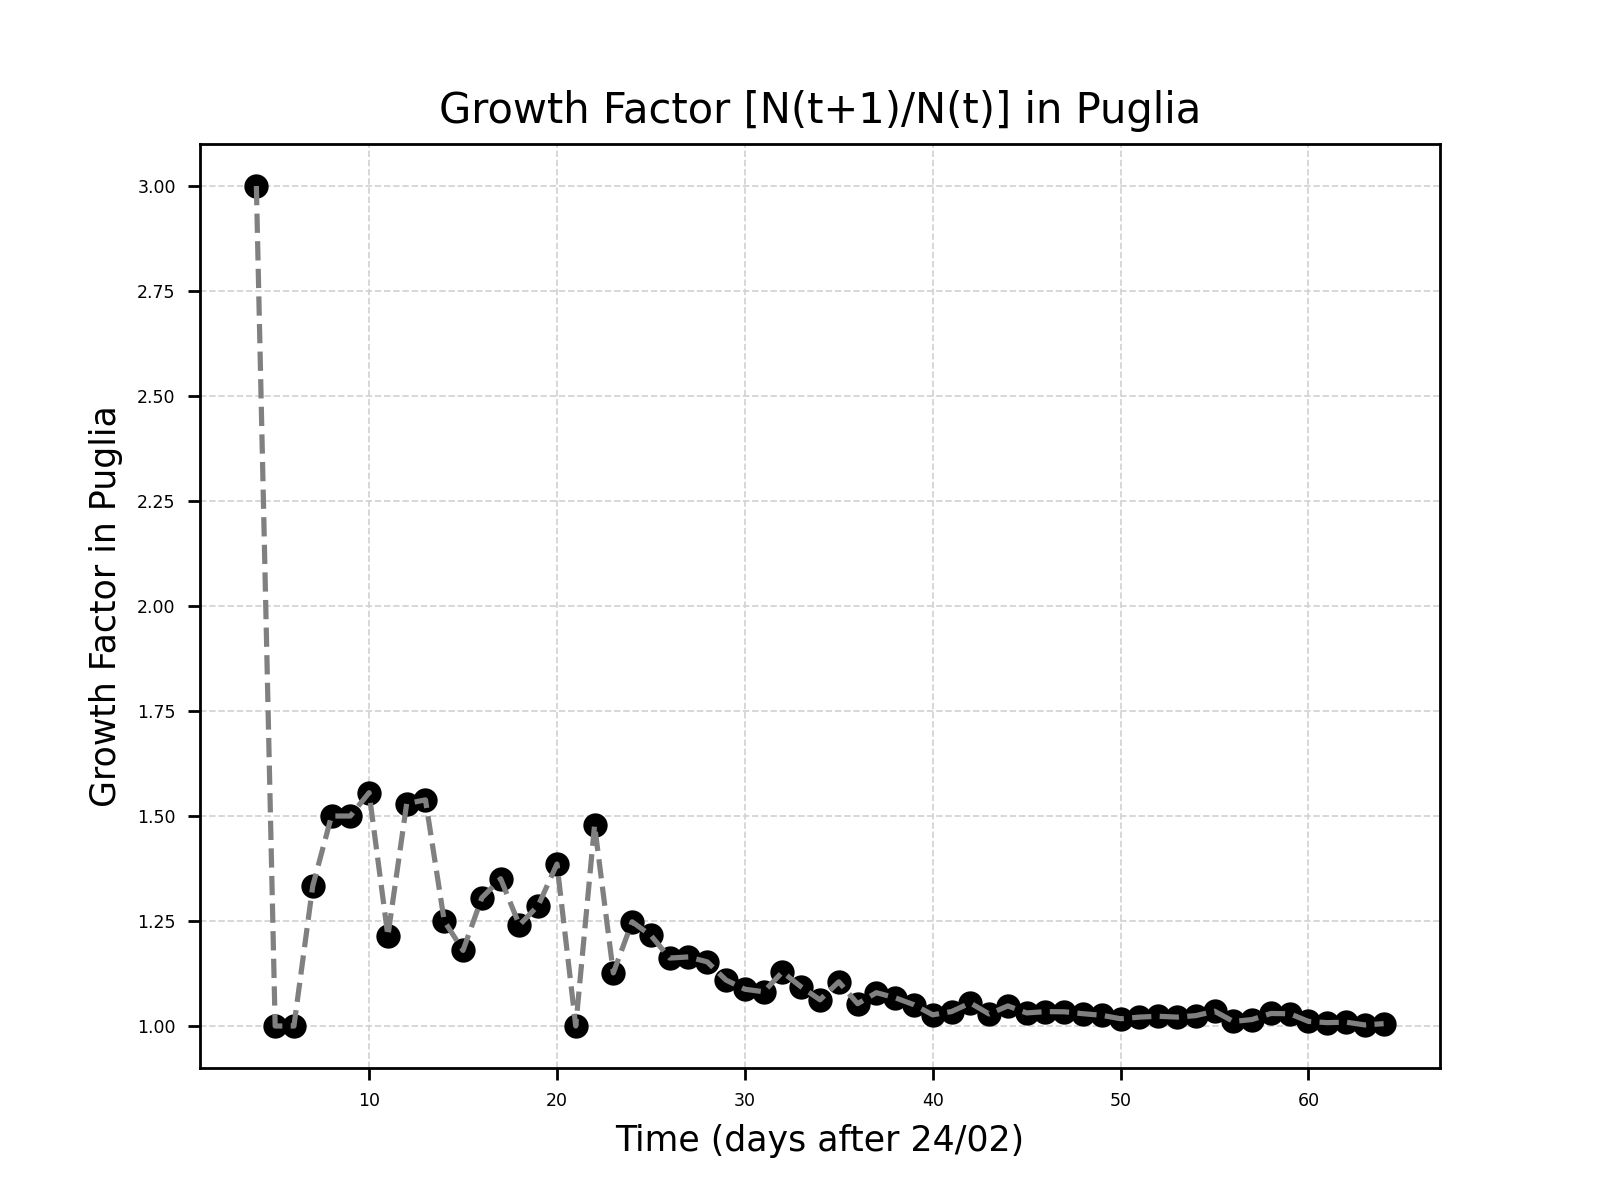 Growth Factor [N(t+1)/N(t)] in Puglia
Growth Factor in Puglia
3.00
2.75
2.50
2.25
2.00
1.75
1.50
1.25
1.00
10 20 30 40 50 60
Time (days after 24/02)